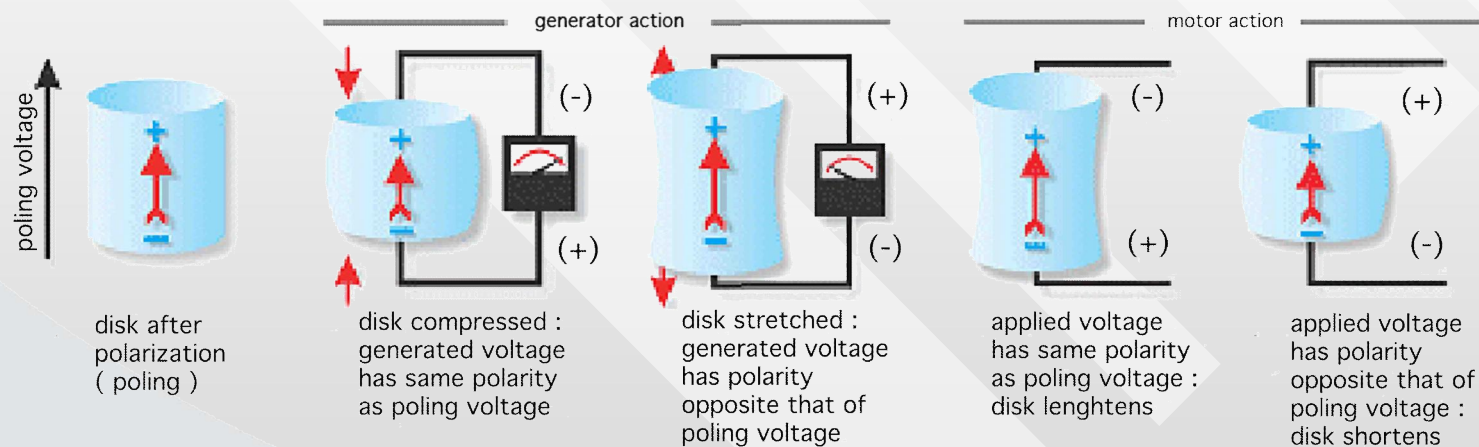 generator action
motor action
poling voltage
+
−
(-)
+
−
(+)
(+)
+
−
(-)
(-)
+
−
(+)
(+)
+
−
(-)
disk after
polarization
( poling )
disk compressed :
generated voltage
has same polarity
as poling voltage
disk stretched :
generated voltage
has polarity
opposite that of
poling voltage
applied voltage
has same polarity
as poling voltage :
disk lenghtens
applied voltage
has polarity
opposite that of
poling voltage :
disk shortens